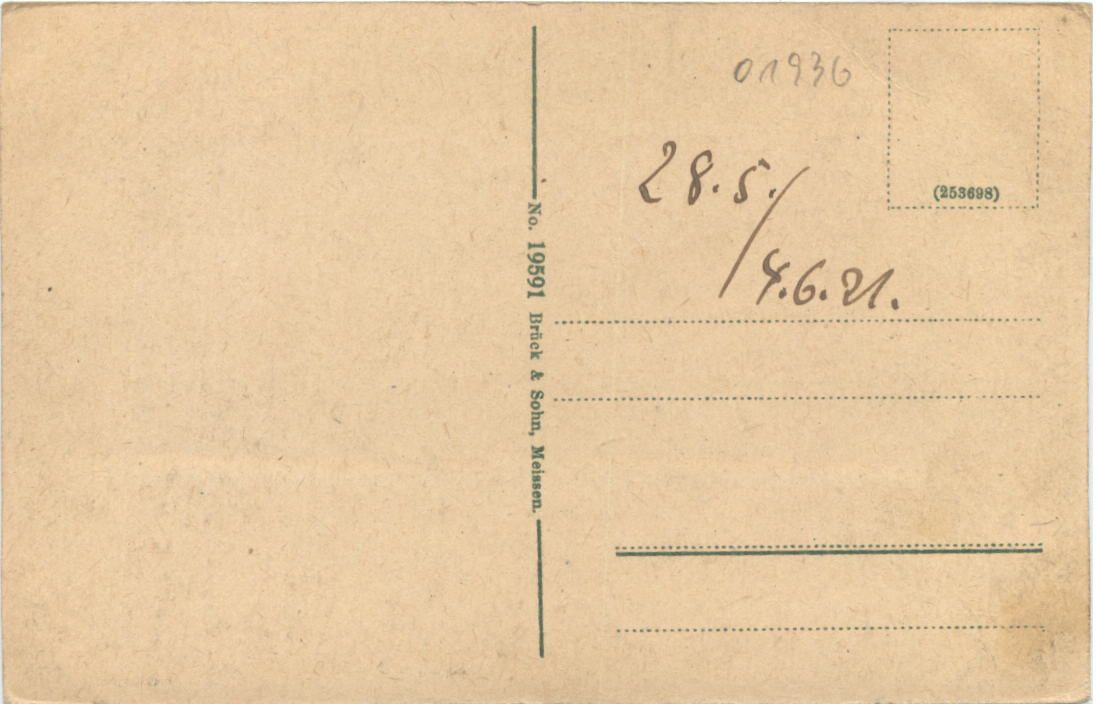 01936
28.5./
4.6.21.
(253698)
No. 19591 Brück & Sohn, Meissen.